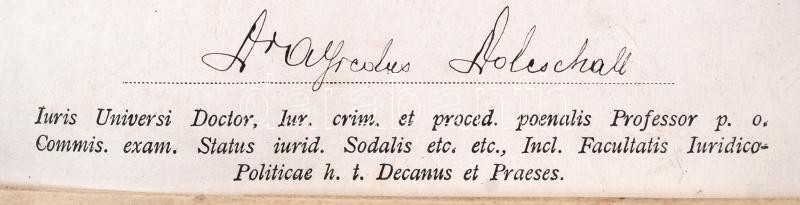 Dr Alfredus Doleschall
Iuris Universi Doctor, Iur. crim. et proced. poenalis Professor p. o.
Commis. exam. Status iurid. Sodalis etc. etc., Incl. Facultatis Iuridico-
Politicae h. t. Decanus et Praeses.